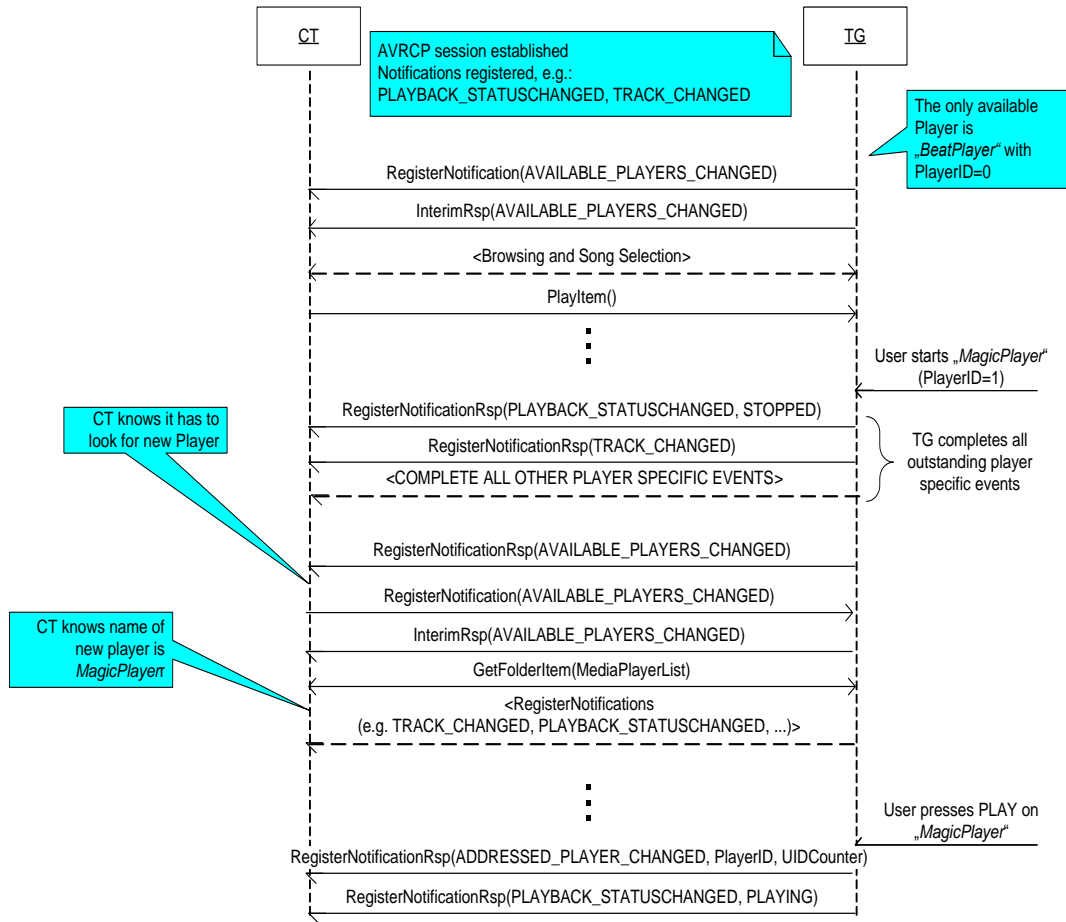 CT
TG
AVRCP session established
Notifications registered, e.g.:
PLAYBACK_STATUSCHANGED, TRACK_CHANGED
The only available
Player is
„BeatPlayer“ with
PlayerID=0
RegisterNotification(AVAILABLE_PLAYERS_CHANGED)
InterimRsp(AVAILABLE_PLAYERS_CHANGED)
<Browsing and Song Selection>
PlayItem()
User starts „MagicPlayer“
(PlayerID=1)
RegisterNotificationRsp(PLAYBACK_STATUSCHANGED, STOPPED)
CT knows it has to
look for new Player
RegisterNotificationRsp(TRACK_CHANGED)
<COMPLETE ALL OTHER PLAYER SPECIFIC EVENTS>
TG completes all
outstanding player
specific events
RegisterNotificationRsp(AVAILABLE_PLAYERS_CHANGED)
RegisterNotification(AVAILABLE_PLAYERS_CHANGED)
CT knows name of
new player is
MagicPlayerr
InterimRsp(AVAILABLE_PLAYERS_CHANGED)
GetFolderItem(MediaPlayerList)
<RegisterNotifications
(e.g. TRACK_CHANGED, PLAYBACK_STATUSCHANGED, ...)>
User presses PLAY on
„MagicPlayer“
RegisterNotificationRsp(ADDRESSED_PLAYER_CHANGED, PlayerID, UIDCounter)
RegisterNotificationRsp(PLAYBACK_STATUSCHANGED, PLAYING)